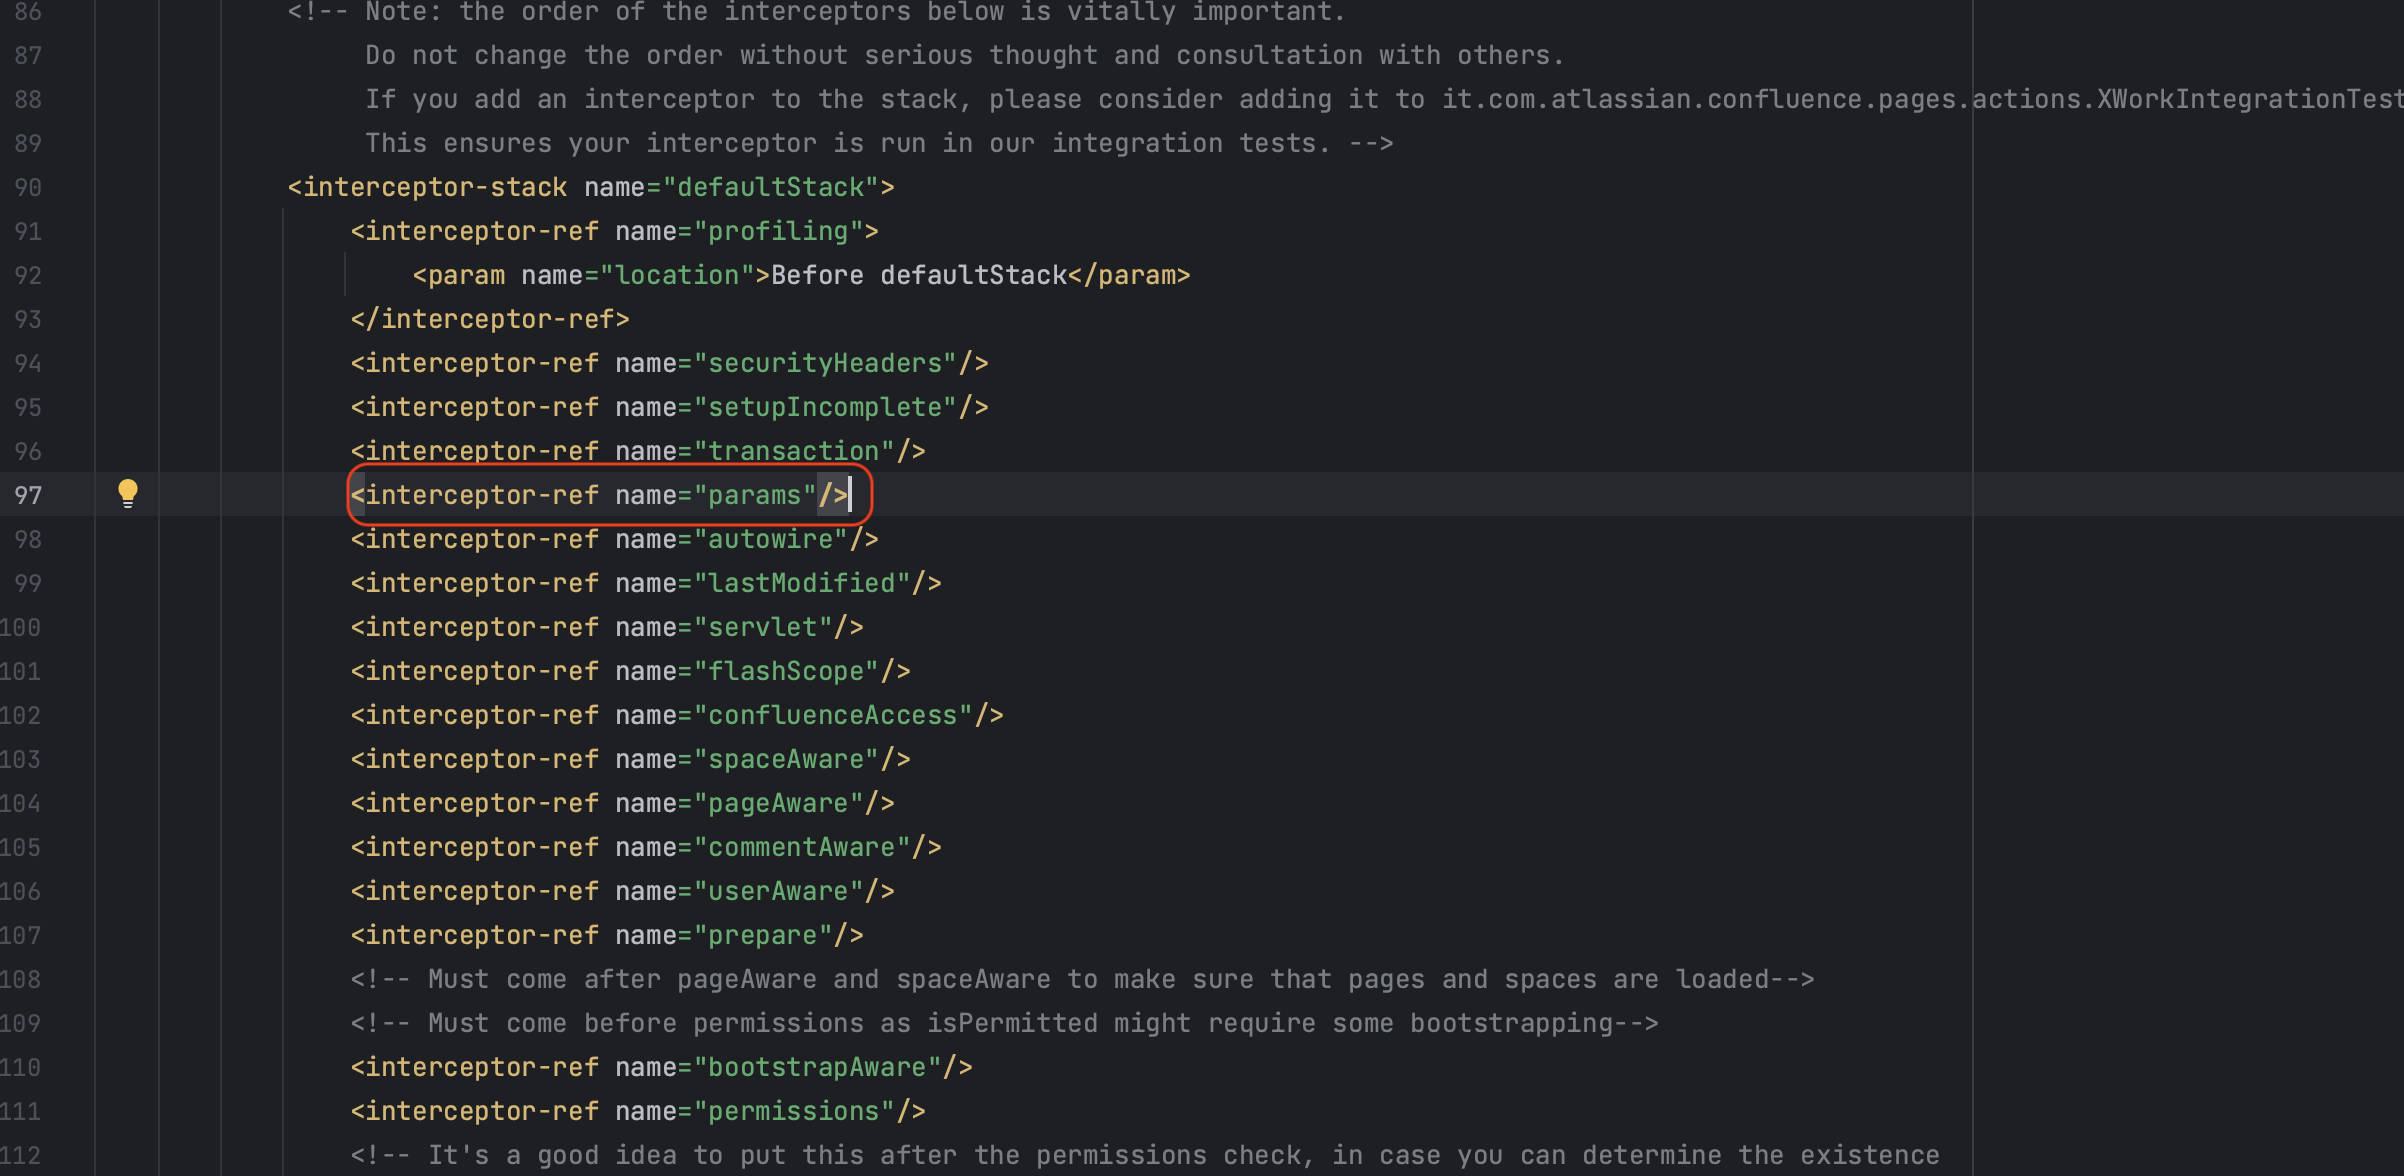 86 <!-- Note: the order of the interceptors below is vitally important.
87 Do not change the order without serious thought and consultation with others.
88 If you add an interceptor to the stack, please consider adding it to it.com.atlassian.confluence.pages.actions.XWorkIntegrationTest
89 This ensures your interceptor is run in our integration tests. -->
90 <interceptor-stack name="defaultStack">
91 <interceptor-ref name="profiling">
92 <param name="location">Before defaultStack</param>
93 </interceptor-ref>
94 <interceptor-ref name="securityHeaders"/>
95 <interceptor-ref name="setupIncomplete"/>
96 <interceptor-ref name="transaction"/>
97 <interceptor-ref name="params"/>
98 <interceptor-ref name="autowire"/>
99 <interceptor-ref name="lastModified"/>
100 <interceptor-ref name="servlet"/>
101 <interceptor-ref name="flashScope"/>
102 <interceptor-ref name="confluenceAccess"/>
103 <interceptor-ref name="spaceAware"/>
104 <interceptor-ref name="pageAware"/>
105 <interceptor-ref name="commentAware"/>
106 <interceptor-ref name="userAware"/>
107 <interceptor-ref name="prepare"/>
108 <!-- Must come after pageAware and spaceAware to make sure that pages and spaces are loaded-->
109 <!-- Must come before permissions as isPermitted might require some bootstrapping-->
110 <interceptor-ref name="bootstrapAware"/>
111 <interceptor-ref name="permissions"/>
112 <!-- It's a good idea to put this after the permissions check, in case you can determine the existence